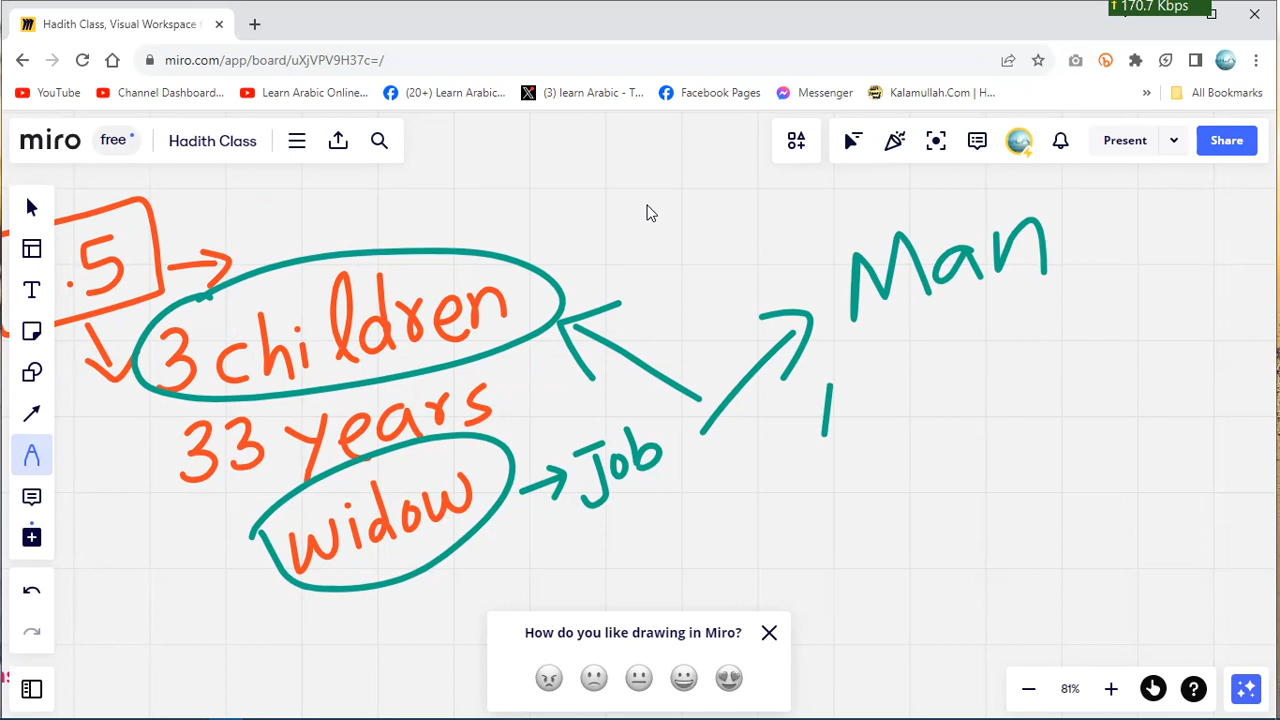 170.7 Kbps
Hadith Class, Visual Workspace
miro.com/app/board/uXjVPV9H37c=/
YouTube
Channel Dashboard...
Learn Arabic Online...
(20+) Learn Arabic...
(3) learn Arabic - T...
Facebook Pages
Messenger
Kalamullah.Com | H...
»
All Bookmarks
miro
free
Hadith Class
Present
Share
.5
3 children
33 years
widow
Job
Man
How do you like drawing in Miro?
81%